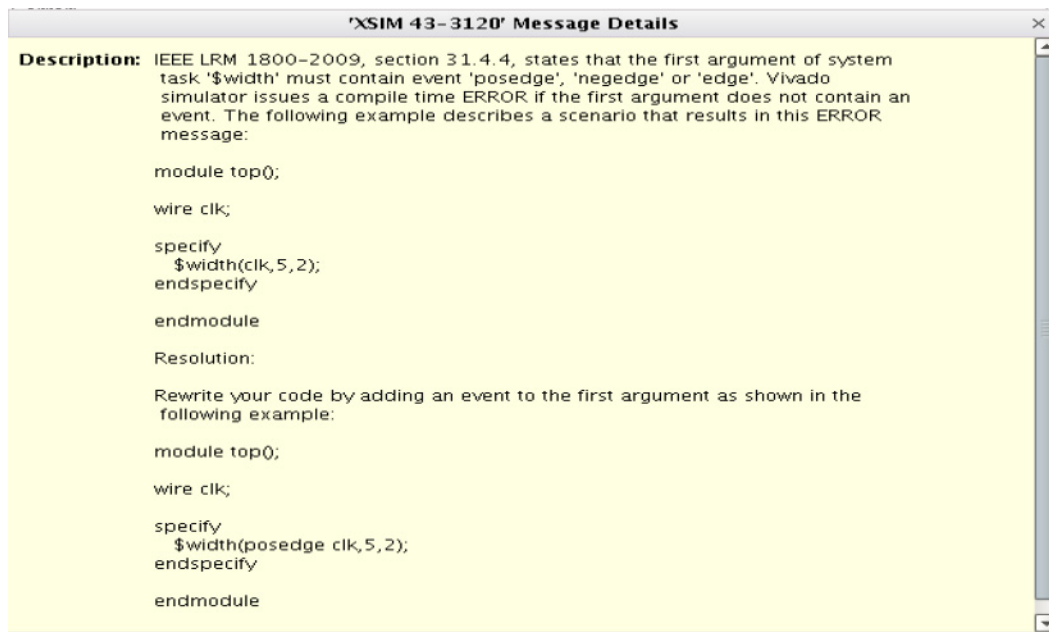 'XSIM 43-3120' Message Details
Description: IEEE LRM 1800-2009, section 31.4.4, states that the first argument of system
task '$width' must contain event 'posedge', 'negedge' or 'edge'. Vivado
simulator issues a compile time ERROR if the first argument does not contain an
event. The following example describes a scenario that results in this ERROR
message:
module top();
wire clk;
specify
$width(clk,5,2);
endspecify
endmodule
Resolution:
Rewrite your code by adding an event to the first argument as shown in the
following example:
module top();
wire clk;
specify
$width(posedge clk,5,2);
endspecify
endmodule